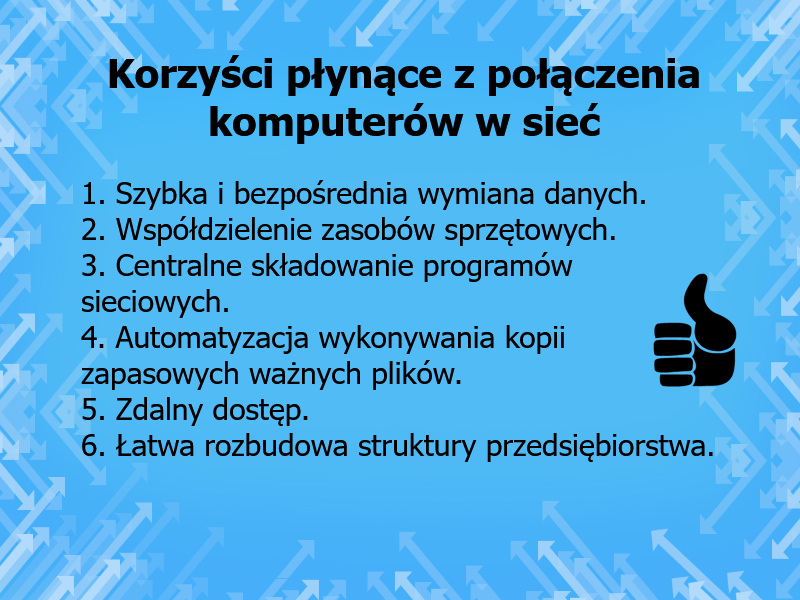 Korzyści płynące z połączenia
komputerów w sieć
1. Szybka i bezpośrednia wymiana danych.
2. Współdzielenie zasobów sprzętowych.
3. Centralne składowanie programów
sieciowych.
4. Automatyzacja wykonywania kopii
zapasowych ważnych plików.
5. Zdalny dostęp.
6. Łatwa rozbudowa struktury przedsiębiorstwa.